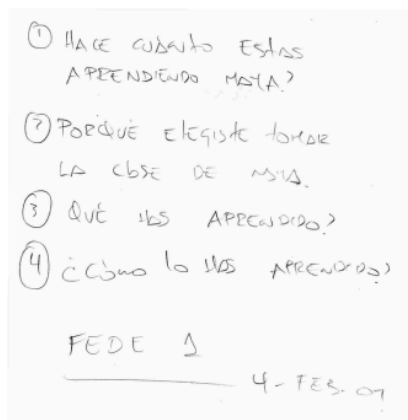 ① HACE CUANTO ESTAS
APRENDIENDO MAYA?
② PORQUÉ ELEGISTE TOMAR
LA CLASE DE MAYA.
③ QUÉ HAS APRENDIDO?
④ ¿CÓMO lo HAS APRENDIDO?
FEDE 1
4-FEB. 09